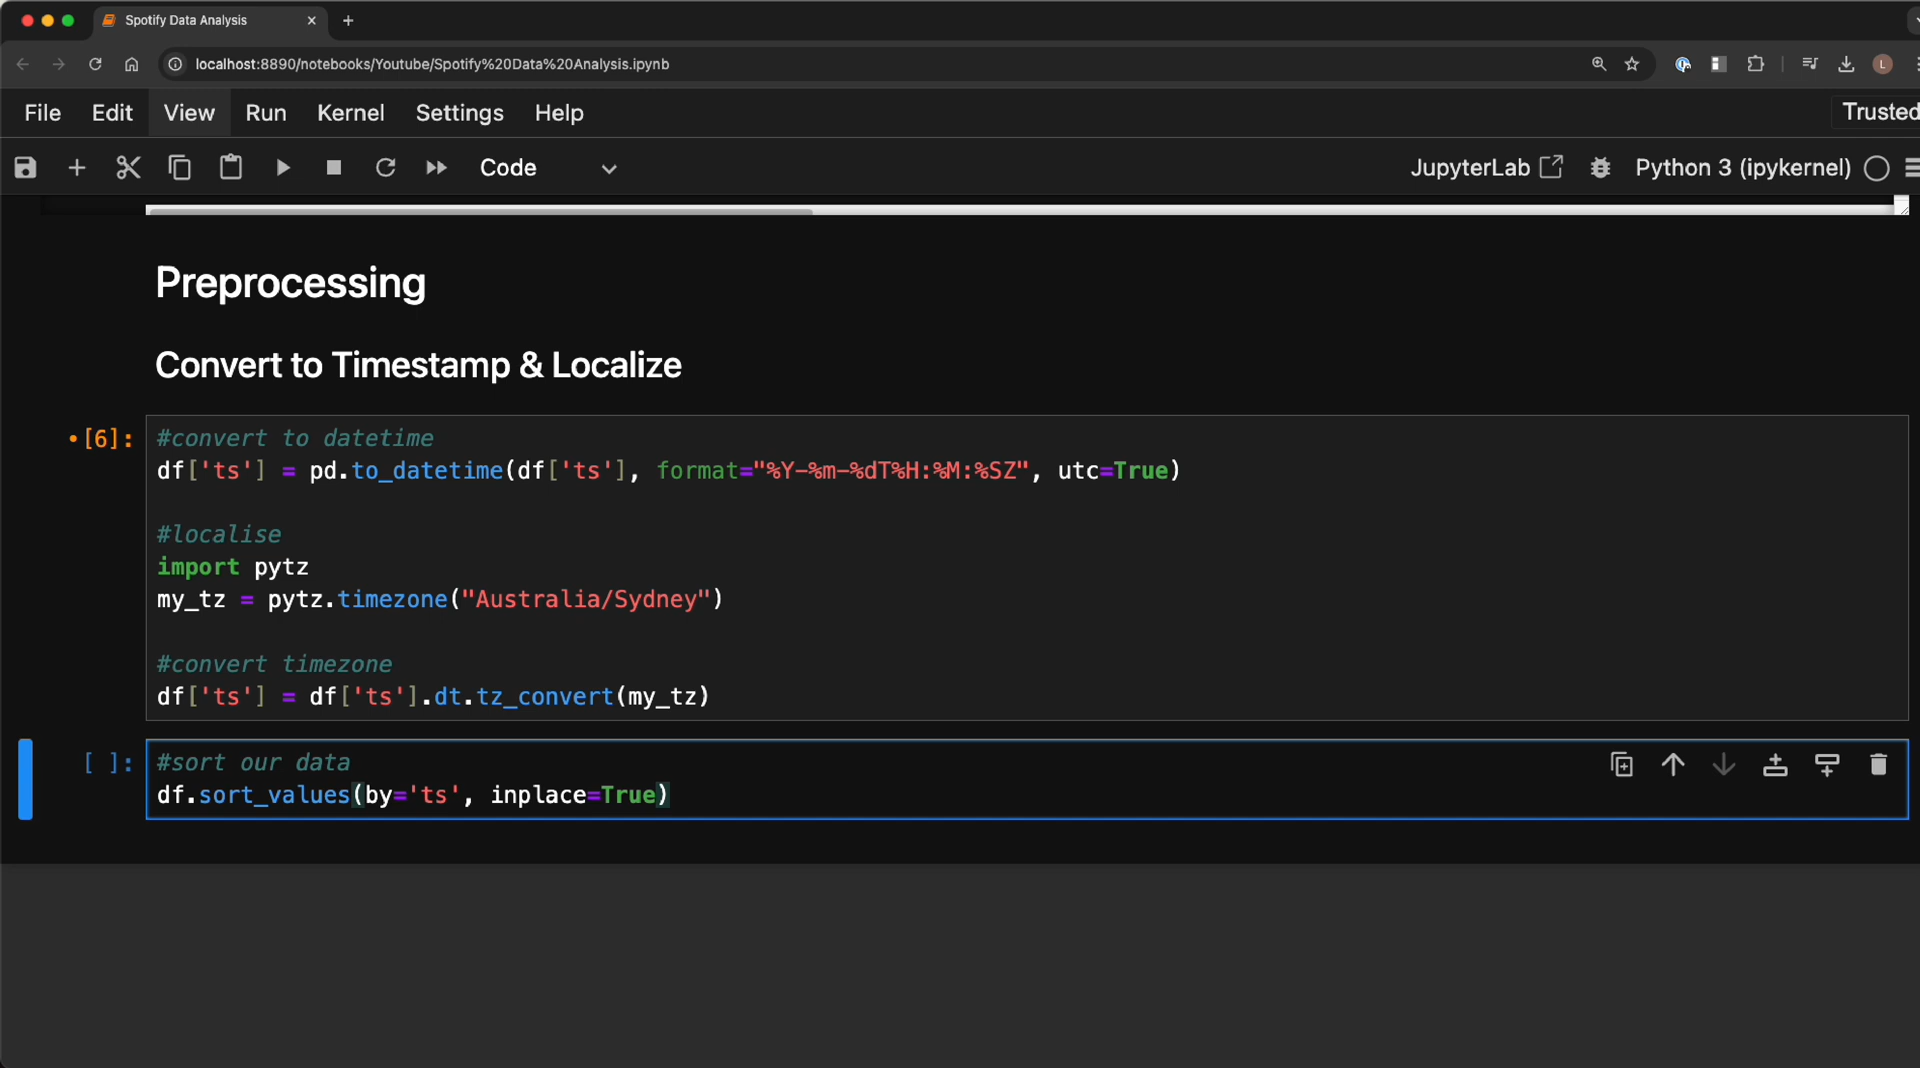 Spotify Data Analysis
localhost:8890/notebooks/Youtube/Spotify%20Data%20Analysis.ipynb
L
File Edit View Run Kernel Settings Help
Trusted
Code
JupyterLab
Python 3 (ipykernel)
Preprocessing
Convert to Timestamp & Localize
[6]:
#convert to datetime
df['ts'] = pd.to_datetime(df['ts'], format="%Y-%m-%dT%H:%M:%SZ", utc=True)
#localise
import pytz
my_tz = pytz.timezone("Australia/Sydney")
#convert timezone
df['ts'] = df['ts'].dt.tz_convert(my_tz)
[ ]:
#sort our data
df.sort_values(by='ts', inplace=True)